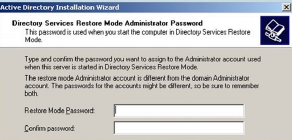 Active Directory Installation Wizard
Directory Services Restore Mode Administrator Password
This password is used when you start the computer in Directory Services Restore
Mode.
Type and confirm the password you want to assign to the Administrator account used
when this server is started in Directory Services Restore Mode.
The restore mode Administrator account is different from the domain Administrator
account. The passwords for the accounts might be different, so be sure to remember
both.
Restore Mode Password:
Confirm password: